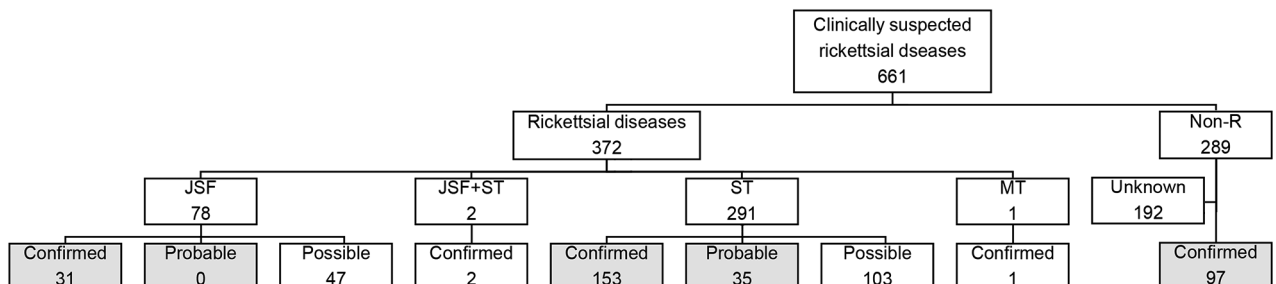 Clinically suspected
rickettsial dseases
661
Rickettsial diseases
372
Non-R
289
JSF
78
JSF+ST
2
ST
291
MT
1
Unknown
192
Confirmed
31
Probable
0
Possible
47
Confirmed
2
Confirmed
153
Probable
35
Possible
103
Confirmed
1
Confirmed
97